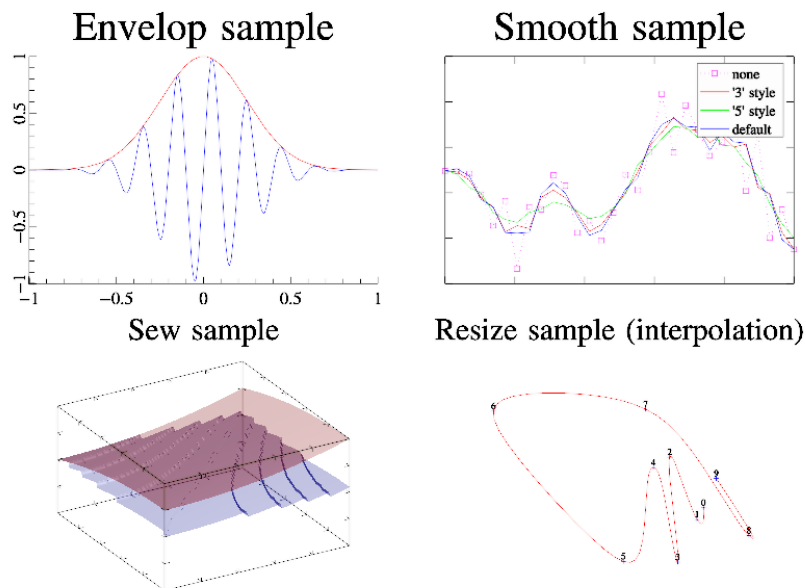 Envelop sample
Smooth sample
1
0.5
0
−0.5
−1
−1
−0.5
0
0.5
1
none
'3' style
'5' style
default
Sew sample
Resize sample (interpolation)
6
7
2
4
9
0
1
8
5
3